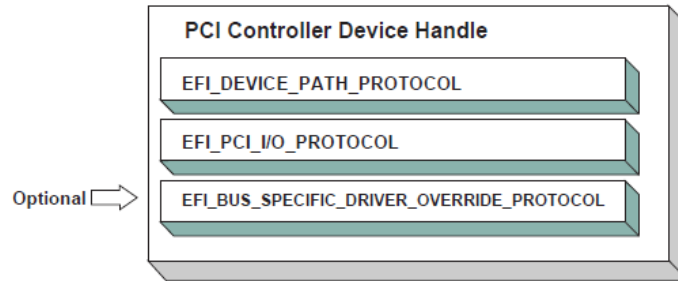 PCI Controller Device Handle
EFI_DEVICE_PATH_PROTOCOL
EFI_PCI_I/O_PROTOCOL
Optional
EFI_BUS_SPECIFIC_DRIVER_OVERRIDE_PROTOCOL